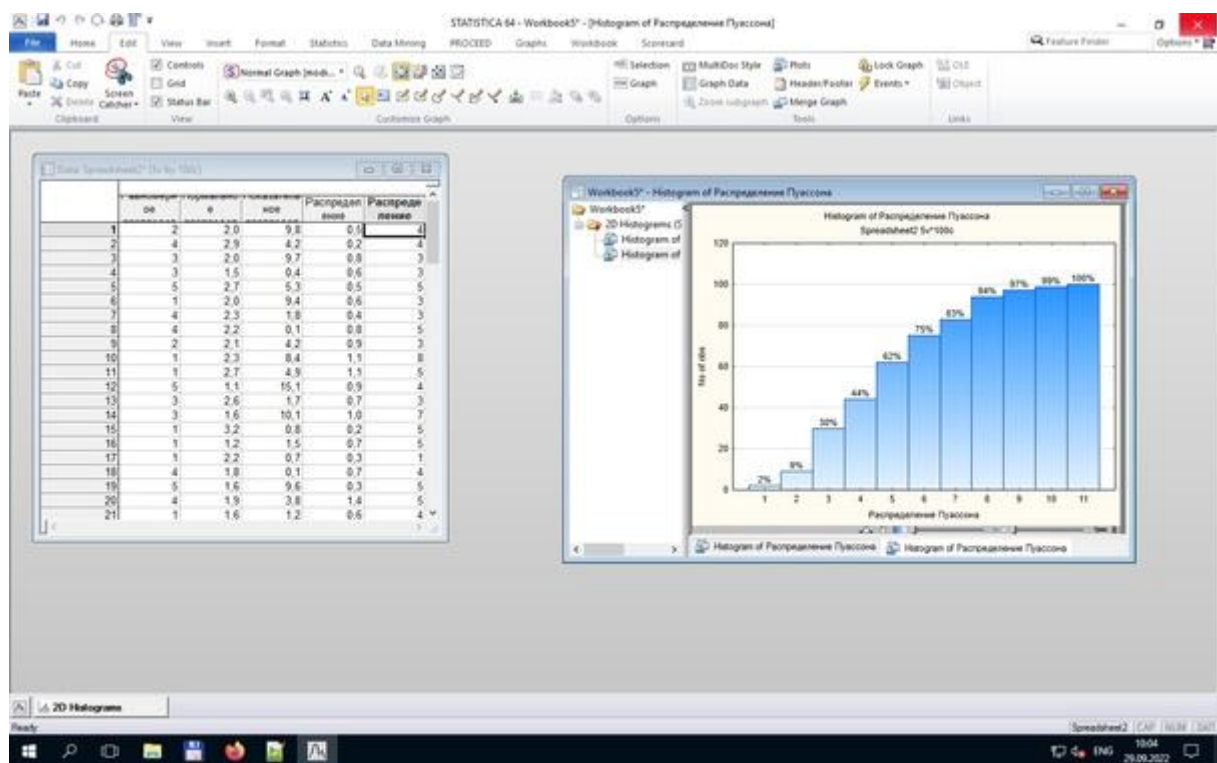 STATISTICA 64 - Workbook5* - [Histogram of Распределение Пуассона]
File Home Edit View Insert Format Statistics Data Mining PROCEED Graphs Workbook Scorecard Feature Finder Options
Cut Controls Normal Graph Selection MultiDoc Style Plots Lock Graph OLE
Paste Copy Screen Catcher Grid Graph Graph Data Header/Footer Events Object
Delete Status Bar Zoom subgraph Merge Graph
Clipboard View Customize Graph Options Tools Links
Data: Spreadsheet2* (5v by 100c)
Распределение Распределение
1 2 2,0 9,8 0,5 4
2 4 2,9 4,2 0,2 4
3 3 2,0 9,7 0,8 3
4 3 1,5 0,4 0,6 3
5 5 2,7 5,3 0,5 5
6 1 2,0 9,4 0,6 3
7 4 2,3 1,8 0,4 3
8 4 2,2 0,1 0,8 5
9 2 2,1 4,2 0,9 3
10 1 2,3 8,4 1,1 8
11 1 2,7 4,9 1,1 5
12 5 1,1 15,1 0,9 4
13 3 2,6 1,7 0,7 3
14 3 1,6 10,1 1,0 7
15 1 3,2 0,8 0,2 5
16 1 1,2 1,5 0,7 5
17 1 2,2 0,7 0,3 1
18 4 1,8 0,1 0,7 4
19 5 1,6 9,6 0,3 5
20 4 1,9 3,8 1,4 5
21 1 1,6 1,2 0,6 4
Workbook5* - Histogram of Распределение Пуассона
Workbook5*
2D Histograms (S
Histogram of
Histogram of
Histogram of Распределение Пуассона
Spreadsheet2 5v*100c
120
100
80
60
40
20
0
No of obs
2% 9% 30% 44% 62% 75% 83% 94% 97% 99% 100%
1 2 3 4 5 6 7 8 9 10 11
Распределение Пуассона
Histogram of Распределение Пуассона Histogram of Распределение Пуассона
2D Histograms
Ready Spreadsheet2 CAP NUM
ENG 10:04
29.09.2022